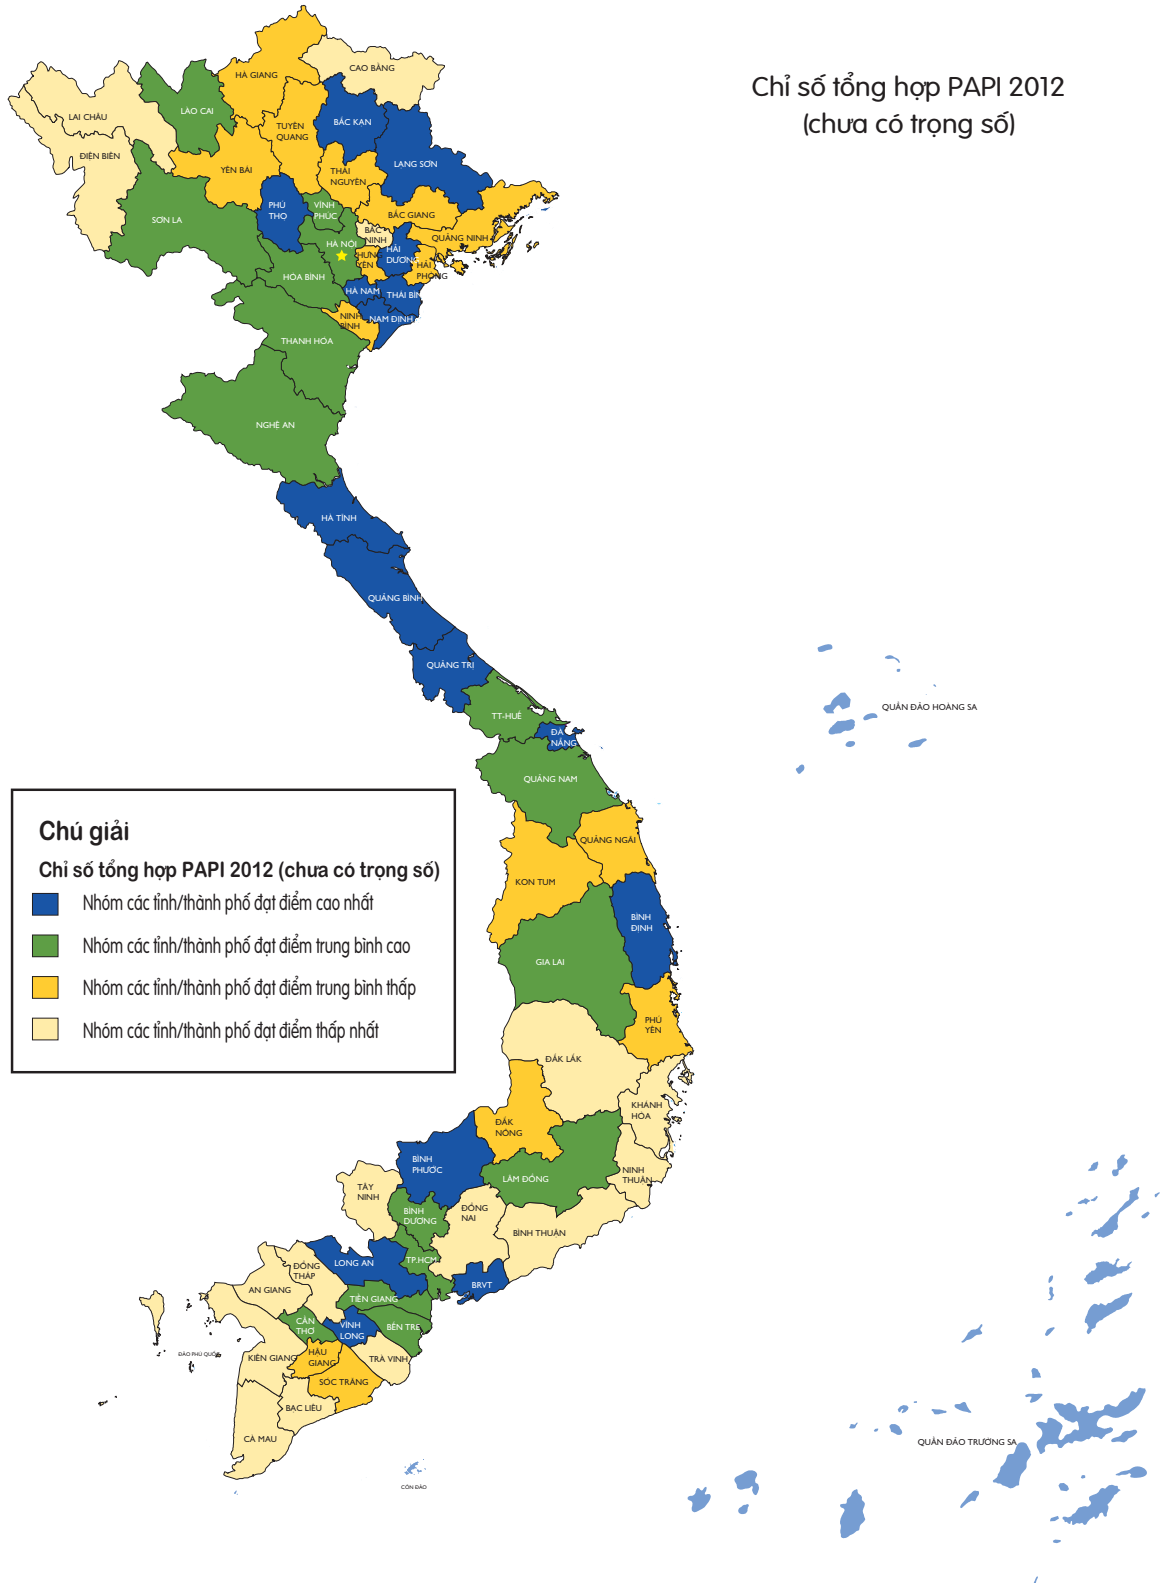 Chỉ số tổng hợp PAPI 2012
(chưa có trọng số)
HÀ GIANG
CAO BẰNG
LÀO CAI
LAI CHÂU
BẮC KẠN
TUYÊN
QUANG
ĐIỆN BIÊN
LẠNG SƠN
YÊN BÁI
THÁI
NGUYÊN
PHÚ
THỌ
VĨNH
PHÚC
SƠN LA
BẮC GIANG
BẮC
NINH
QUẢNG NINH
HÀ NỘI
HẢI
DƯƠNG
HƯNG
YÊN
HẢI
PHÒNG
HÒA BÌNH
HÀ NAM
THÁI BÌN
NINH
BÌNH
NAM ĐỊNH
THANH HÓA
NGHỆ AN
HÀ TĨNH
QUẢNG BÌNH
QUẢNG TRỊ
TT-HUẾ
ĐÀ
NẴNG
QUẢNG NAM
QUẦN ĐẢO HOÀNG SA
QUẢNG NGÃI
KON TUM
BÌNH
ĐỊNH
GIA LAI
PHÚ
YÊN
Chú giải
Chỉ số tổng hợp PAPI 2012 (chưa có trọng số)
Nhóm các tỉnh/thành phố đạt điểm cao nhất
Nhóm các tỉnh/thành phố đạt điểm trung bình cao
Nhóm các tỉnh/thành phố đạt điểm trung bình thấp
Nhóm các tỉnh/thành phố đạt điểm thấp nhất
ĐẮK LẮK
KHÁNH
HÒA
ĐẮK
NÔNG
BÌNH
PHƯỚC
LÂM ĐỒNG
NINH
THUẬN
TÂY
NINH
BÌNH
DƯƠNG
ĐỒNG
NAI
BÌNH THUẬN
TP.HCM
LONG AN
ĐỒNG
THÁP
BRVT
AN GIANG
TIỀN GIANG
CẦN
THƠ
VĨNH
LONG
BẾN TRE
ĐẢO PHÚ QUỐC
KIÊN GIANG
HẬU
GIANG
TRÀ VINH
SÓC TRĂNG
BẠC LIÊU
CÀ MAU
QUẦN ĐẢO TRƯỜNG SA
CÔN ĐẢO